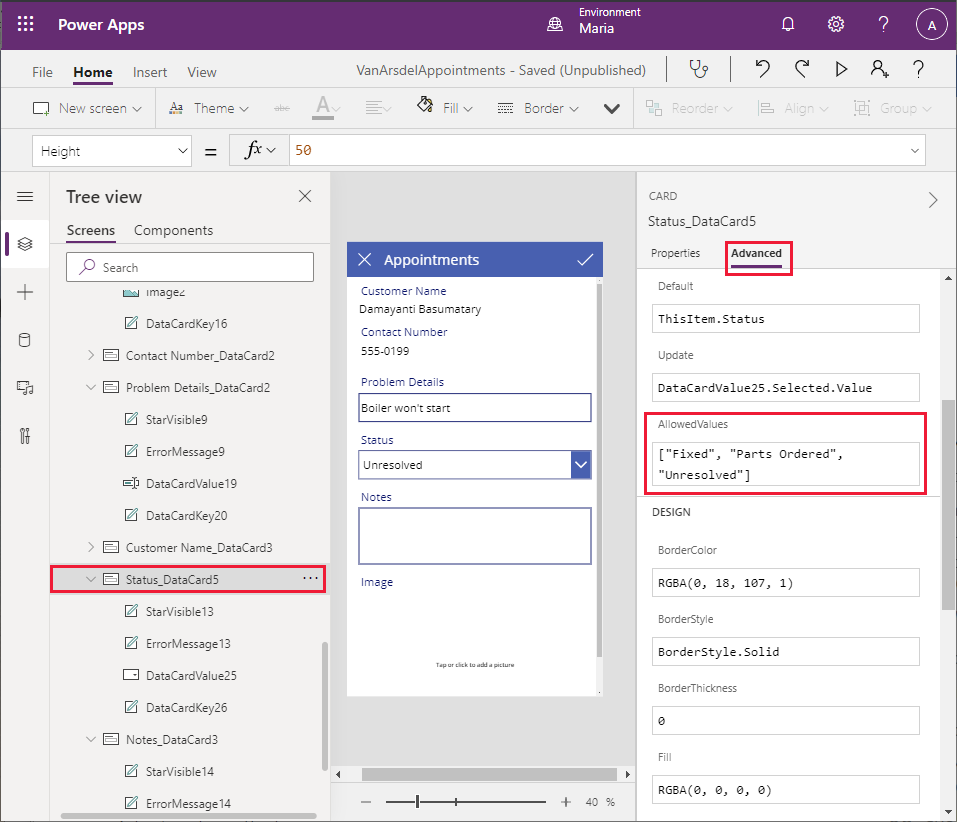 Power Apps
Environment
Maria
?
A
File
Home
Insert
View
VanArsdelAppointments - Saved (Unpublished)
?
New screen
Aa
Theme
abc
A
Fill
Border
Reorder
Align
Group
Height
=
fx
50
Tree view
Screens
Components
Search
Image2
DataCardKey16
Contact Number_DataCard2
Problem Details_DataCard2
StarVisible9
ErrorMessage9
DataCardValue19
DataCardKey20
Customer Name_DataCard3
Status_DataCard5
...
StarVisible13
ErrorMessage13
DataCardValue25
DataCardKey26
Notes_DataCard3
StarVisible14
ErrorMessage14
Appointments
Customer Name
Damayanti Basumatary
Contact Number
555-0199
Problem Details
Boiler won't start
Status
Unresolved
Notes
Image
Tap or click to add a picture
40 %
CARD
Status_DataCard5
Properties
Advanced
Default
ThisItem.Status
Update
DataCardValue25.Selected.Value
AllowedValues
["Fixed", "Parts Ordered",
"Unresolved"]
DESIGN
BorderColor
RGBA(0, 18, 107, 1)
BorderStyle
BorderStyle.Solid
BorderThickness
0
Fill
RGBA(0, 0, 0, 0)